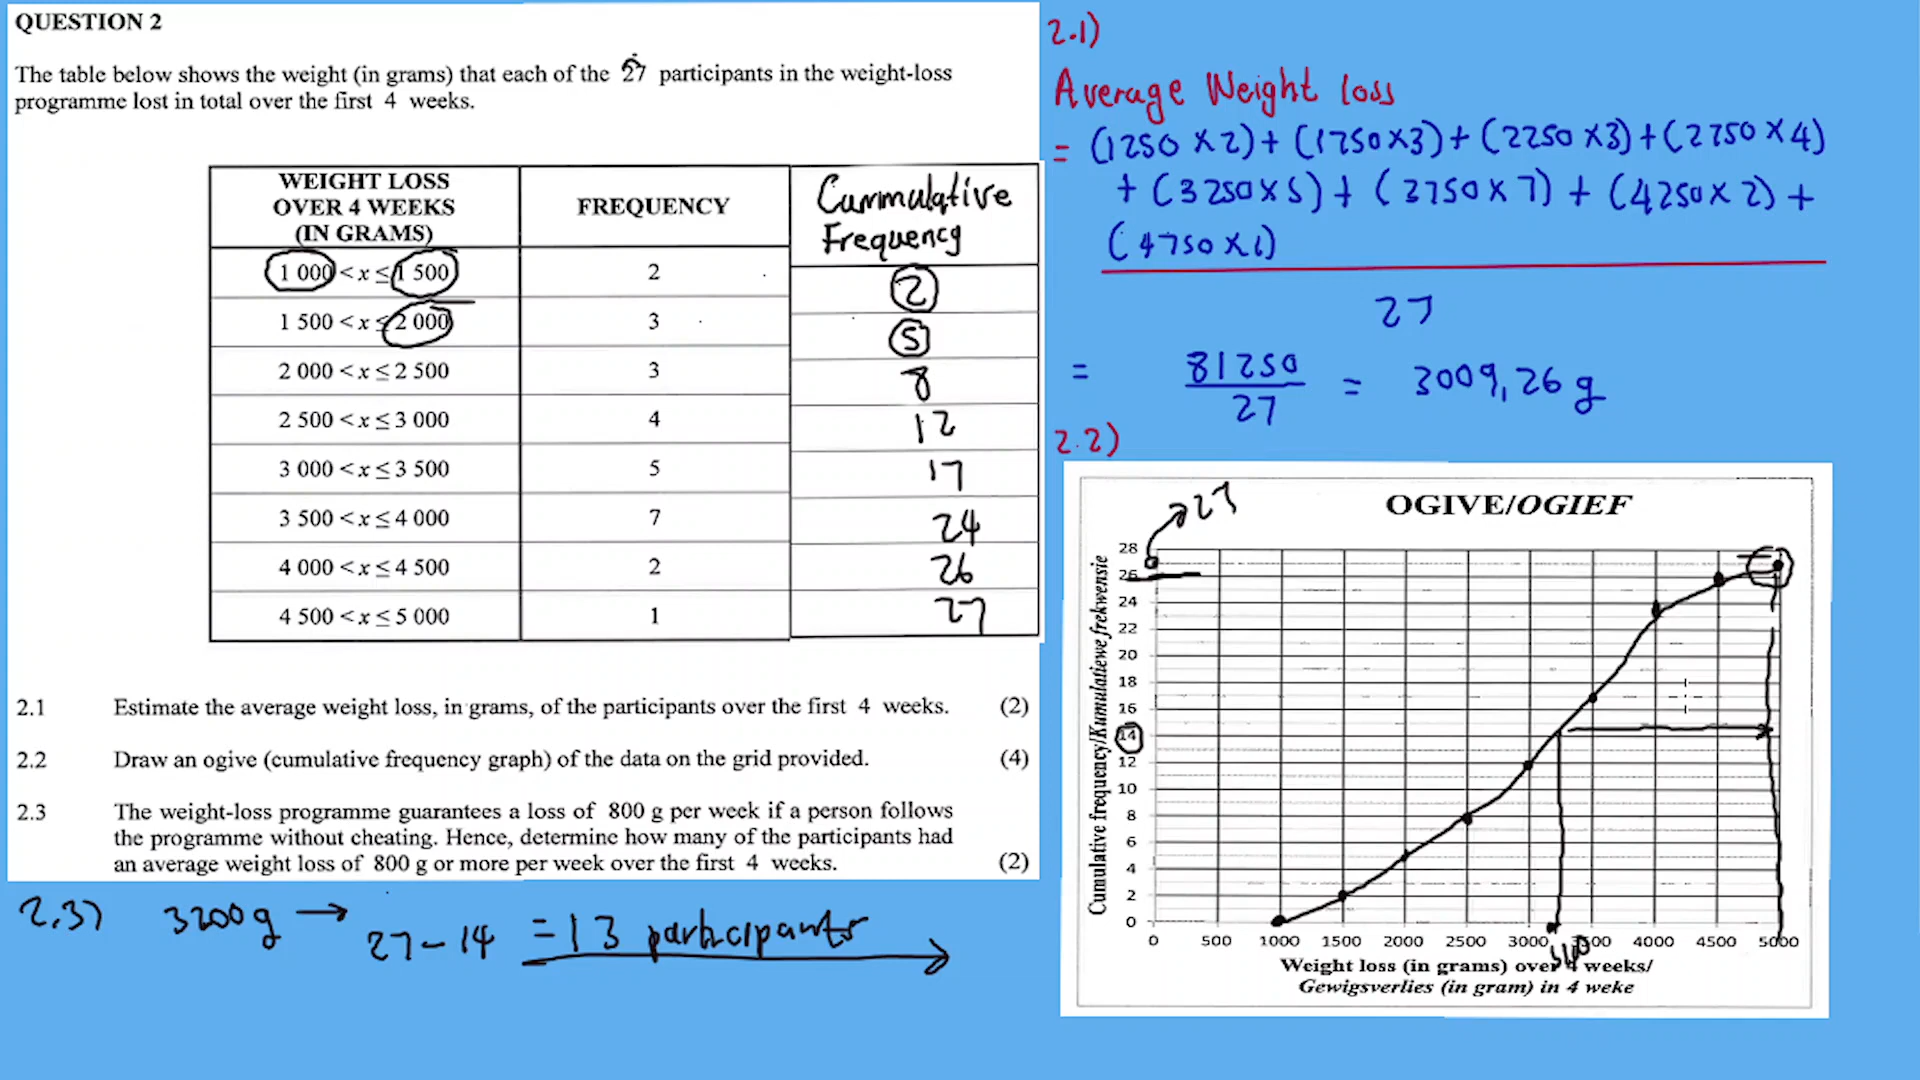 QUESTION 2
The table below shows the weight (in grams) that each of the 27 participants in the weight-loss
programme lost in total over the first 4 weeks.
WEIGHT LOSS
OVER 4 WEEKS
(IN GRAMS)
FREQUENCY
Cummulative
Frequency
1 000 < x ≤ 1 500 2 2
1 500 < x ≤ 2 000 3 5
2 000 < x ≤ 2 500 3 8
2 500 < x ≤ 3 000 4 12
3 000 < x ≤ 3 500 5 17
3 500 < x ≤ 4 000 7 24
4 000 < x ≤ 4 500 2 26
4 500 < x ≤ 5 000 1 27
2.1 Estimate the average weight loss, in grams, of the participants over the first 4 weeks. (2)
2.2 Draw an ogive (cumulative frequency graph) of the data on the grid provided. (4)
2.3 The weight-loss programme guarantees a loss of 800 g per week if a person follows
the programme without cheating. Hence, determine how many of the participants had
an average weight loss of 800 g or more per week over the first 4 weeks. (2)
2.3) 3200g →
27 - 14 = 13 participants
2.1)
Average Weight loss
= (1250 × 2) + (1750 × 3) + (2250 × 3) + (2750 × 4)
+ (3250 × 5) + (3750 × 7) + (4250 × 2) +
(4750 × 1)
27
= 81250
27
= 3009,26 g
2.2)
27
OGIVE/OGIEF
Cumulative frequency/Kumulatiewe frekwensie
28
26
24
22
20
18
16
14
12
10
8
6
4
2
0
0 500 1000 1500 2000 2500 3000 3500 4000 4500 5000
Weight loss (in grams) over 4 weeks/
Gewigsverlies (in gram) in 4 weke